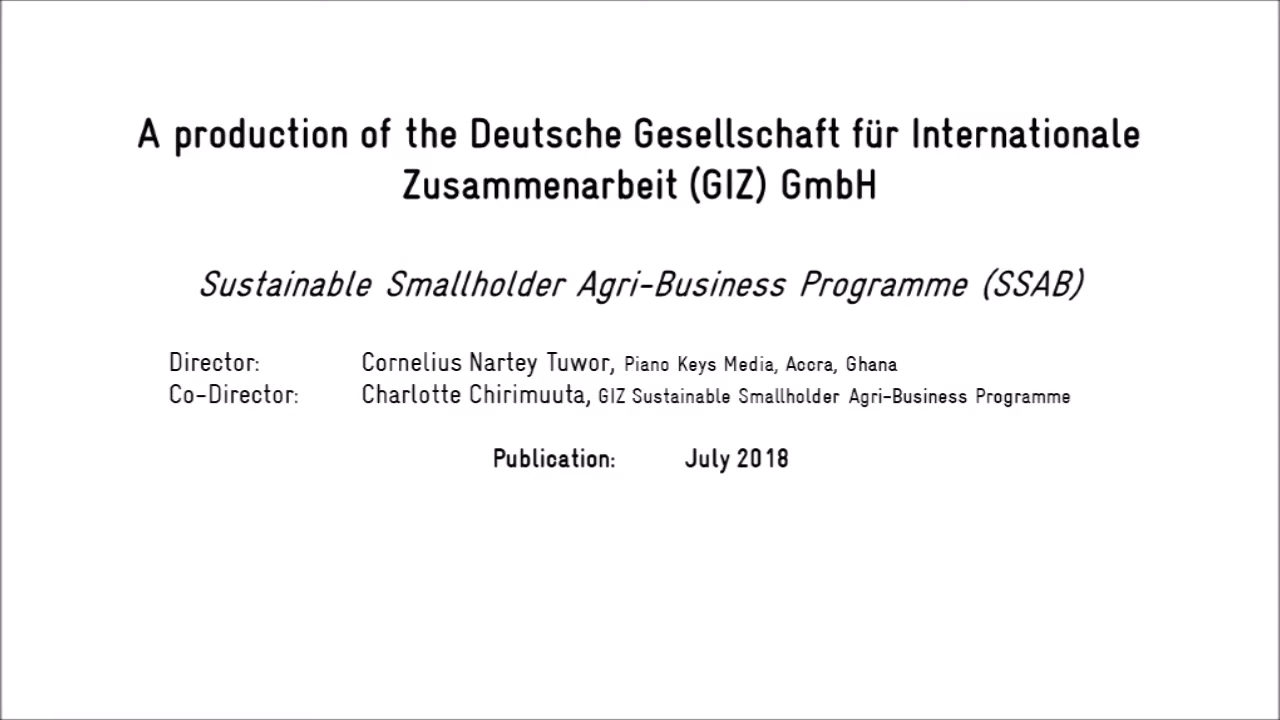 A production of the Deutsche Gesellschaft für Internationale
Zusammenarbeit (GIZ) GmbH
Sustainable Smallholder Agri-Business Programme (SSAB)
Director: Cornelius Nartey Tuwor, Piano Keys Media, Accra, Ghana
Co-Director: Charlotte Chirimuuta, GIZ Sustainable Smallholder Agri-Business Programme
Publication: July 2018